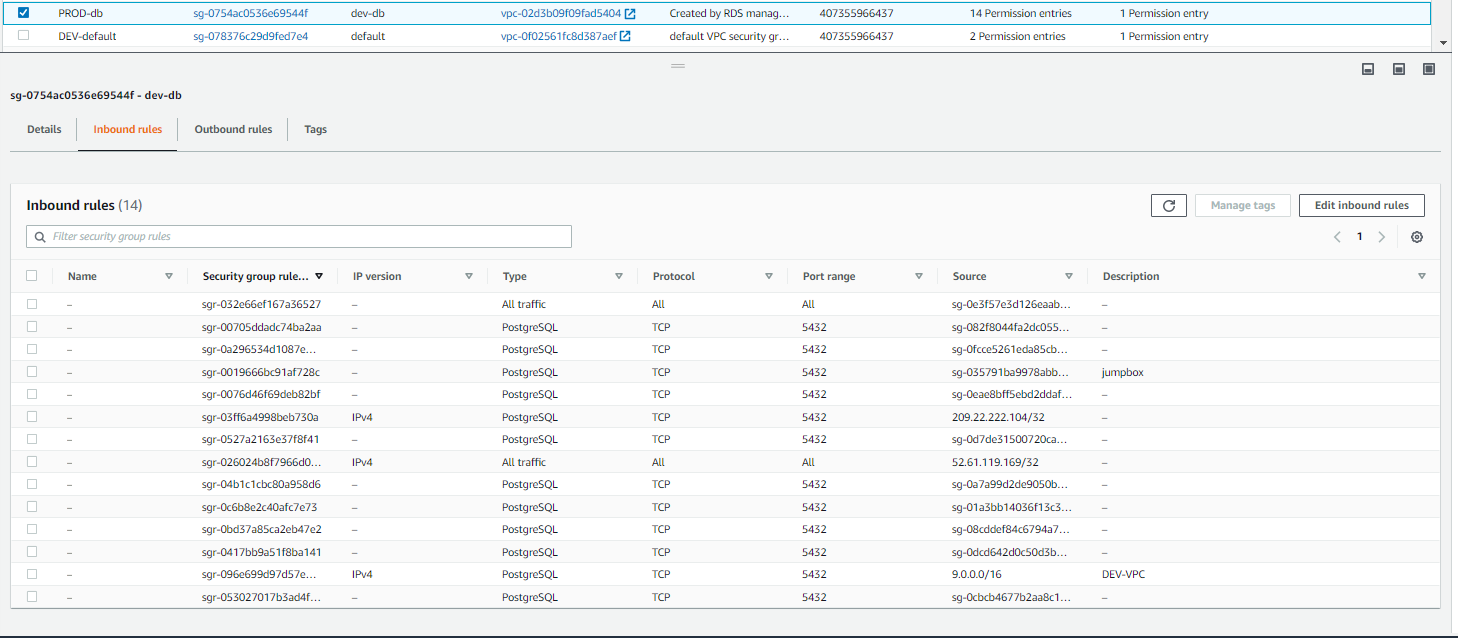 PROD-db sg-0754ac0536e69544f dev-db vpc-02d3b09f09fad5404 Created by RDS manag... 407355966437 14 Permission entries 1 Permission entry
DEV-default sg-078376c29d9fed7e4 default vpc-0f02561fc8d387aef default VPC security gr... 407355966437 2 Permission entries 1 Permission entry
sg-0754ac0536e69544f - dev-db
Details Inbound rules Outbound rules Tags
Inbound rules (14) Manage tags Edit inbound rules
Filter security group rules 1
Name Security group rule... IP version Type Protocol Port range Source Description
– sgr-032e66ef167a36527 – All traffic All All sg-0e3f57e3d126eaab... –
– sgr-00705ddadc74ba2aa – PostgreSQL TCP 5432 sg-082f8044fa2dc055... –
– sgr-0a296534d1087e... – PostgreSQL TCP 5432 sg-0fcce5261eda85cb... –
– sgr-0019666bc91af728c – PostgreSQL TCP 5432 sg-035791ba9978abb... jumpbox
– sgr-0076d46f69deb82bf – PostgreSQL TCP 5432 sg-0eae8bff5ebd2ddaf... –
– sgr-03ff6a4998beb730a IPv4 PostgreSQL TCP 5432 209.22.222.104/32 –
– sgr-0527a2163e37f8f41 – PostgreSQL TCP 5432 sg-0d7de31500720ca... –
– sgr-026024b8f7966d0... IPv4 All traffic All All 52.61.119.169/32 –
– sgr-04b1c1cbc80a958d6 – PostgreSQL TCP 5432 sg-0a7a99d2de9050b... –
– sgr-0c6b8e2c40afc7e73 – PostgreSQL TCP 5432 sg-01a3bb14036f13c3... –
– sgr-0bd37a85ca2eb47e2 – PostgreSQL TCP 5432 sg-08cddef84c6794a7... –
– sgr-0417bb9a51f8ba141 – PostgreSQL TCP 5432 sg-0dcd642d0c50d3b... –
– sgr-096e699d97d57e... IPv4 PostgreSQL TCP 5432 9.0.0.0/16 DEV-VPC
– sgr-053027017b3ad4f... – PostgreSQL TCP 5432 sg-0cbcb4677b2aa8c1... –